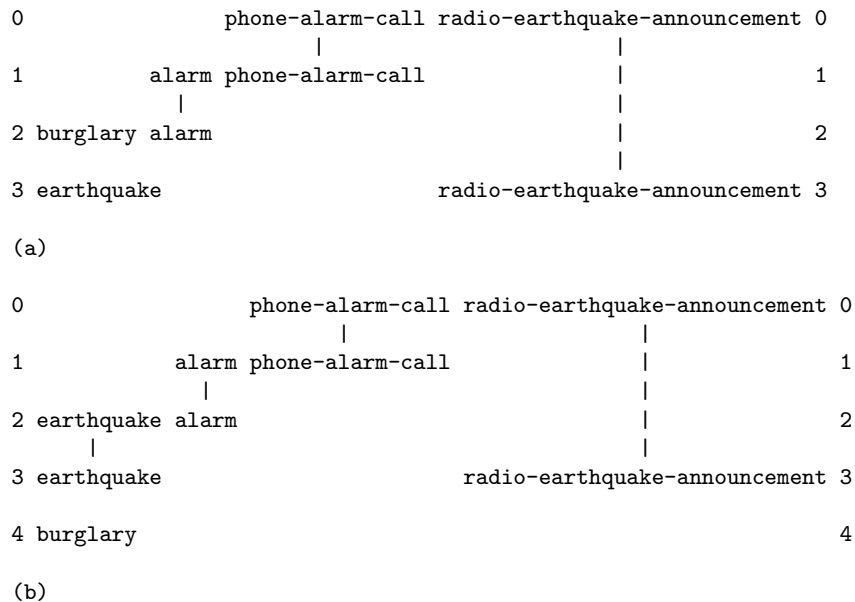 0 phone-alarm-call radio-earthquake-announcement 0
| |
1 alarm phone-alarm-call | 1
| |
2 burglary alarm | 2
|
3 earthquake radio-earthquake-announcement 3
(a)
0 phone-alarm-call radio-earthquake-announcement 0
| |
1 alarm phone-alarm-call | 1
| |
2 earthquake alarm | 2
| |
3 earthquake radio-earthquake-announcement 3
4 burglary 4
(b)